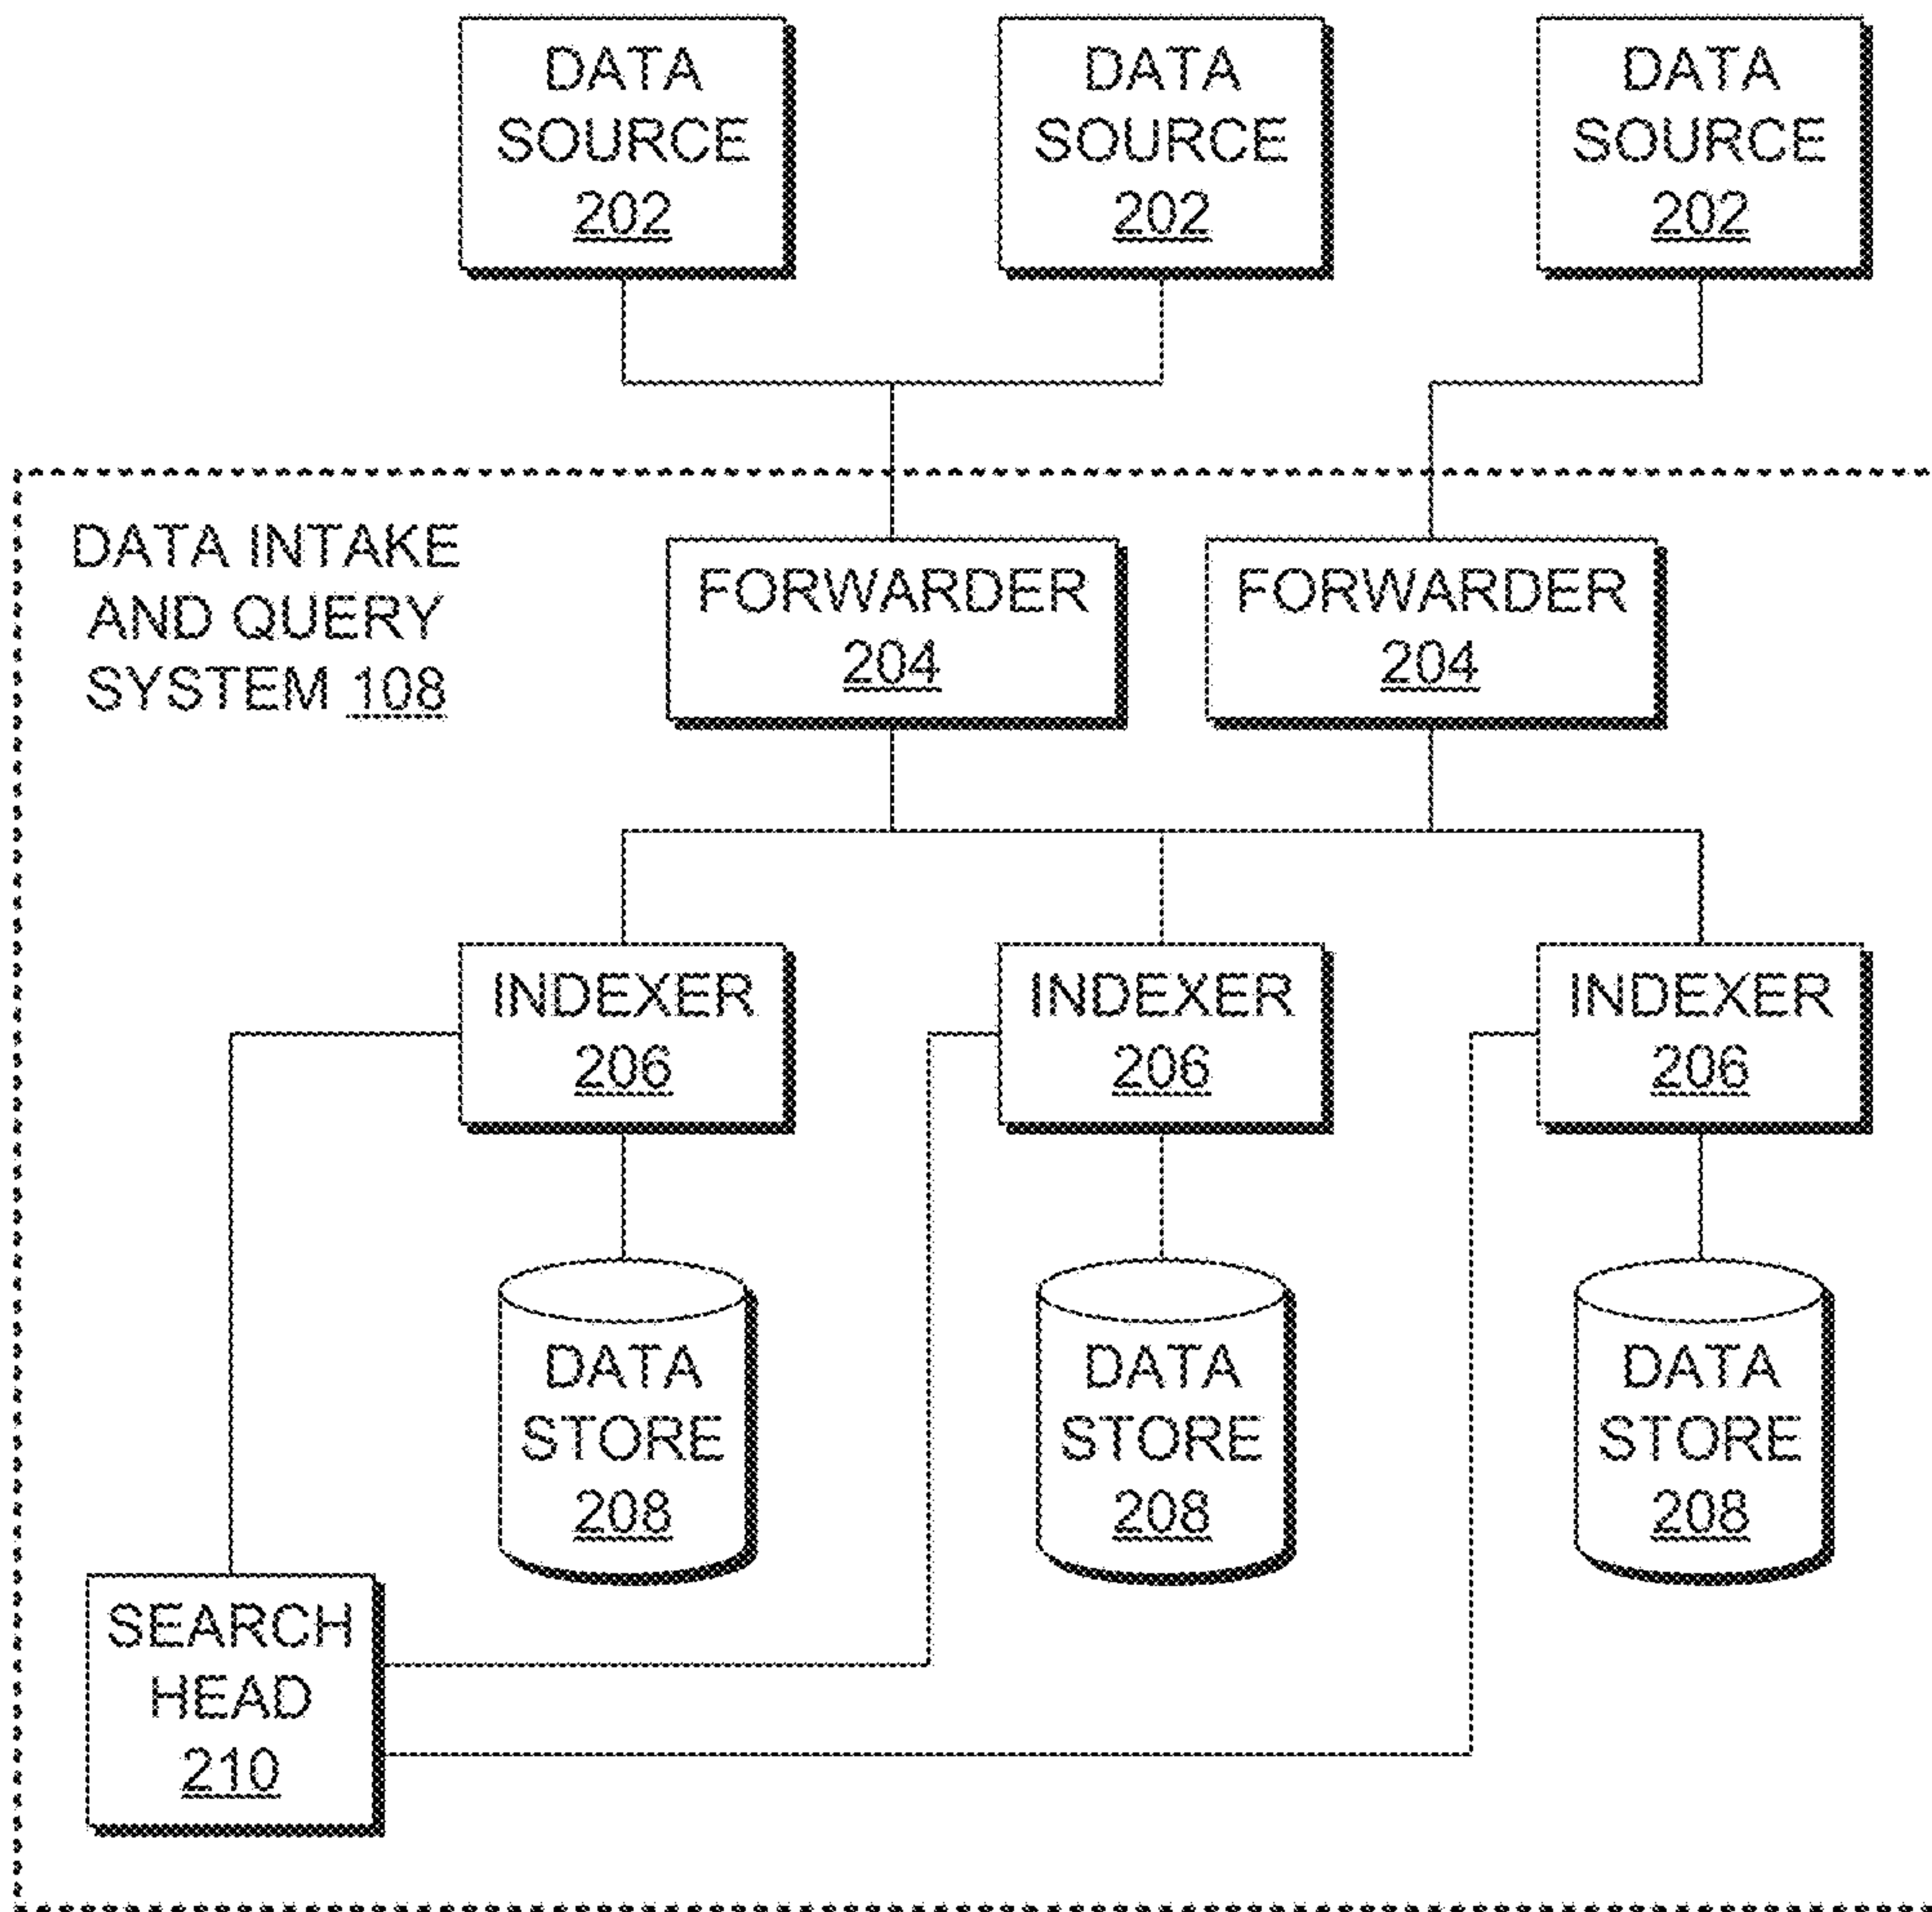 DATA
SOURCE
202
DATA
SOURCE
202
DATA
SOURCE
202
DATA INTAKE
AND QUERY
SYSTEM 108
FORWARDER
204
FORWARDER
204
INDEXER
206
INDEXER
206
INDEXER
206
DATA
STORE
208
DATA
STORE
208
DATA
STORE
208
SEARCH
HEAD
210